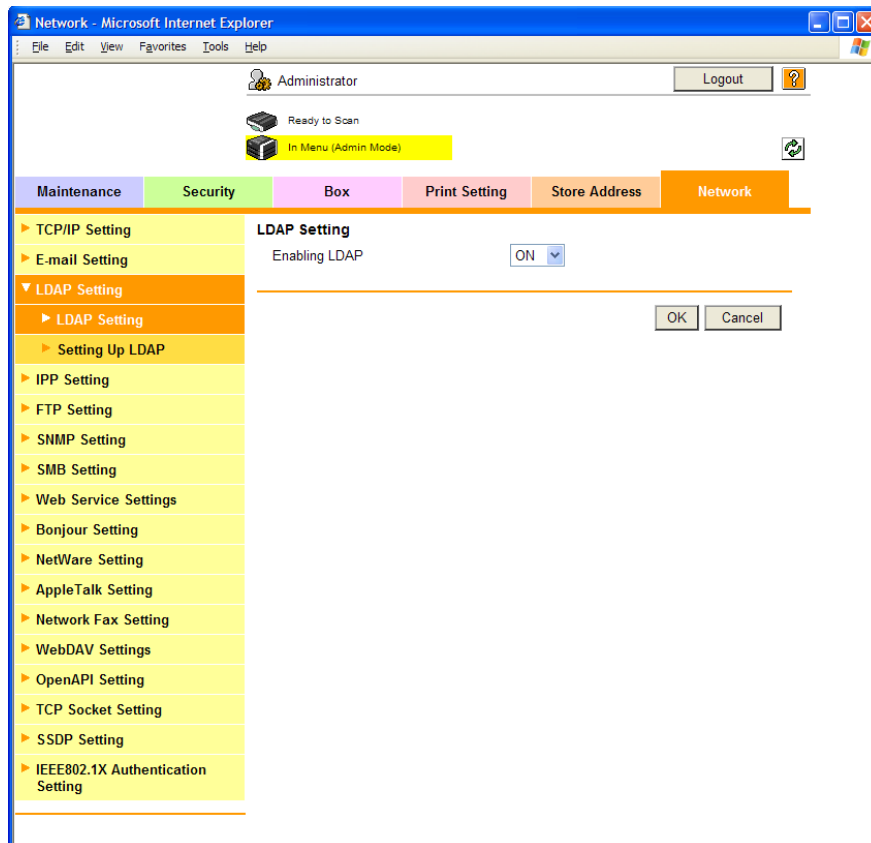 Network - Microsoft Internet Explorer
File Edit View Favorites Tools Help
Administrator
Logout
?
Ready to Scan
In Menu (Admin Mode)
Maintenance
Security
Box
Print Setting
Store Address
Network
TCP/IP Setting
E-mail Setting
LDAP Setting
LDAP Setting
Setting Up LDAP
IPP Setting
FTP Setting
SNMP Setting
SMB Setting
Web Service Settings
Bonjour Setting
NetWare Setting
AppleTalk Setting
Network Fax Setting
WebDAV Settings
OpenAPI Setting
TCP Socket Setting
SSDP Setting
IEEE802.1X Authentication
Setting
LDAP Setting
Enabling LDAP
ON
OK
Cancel